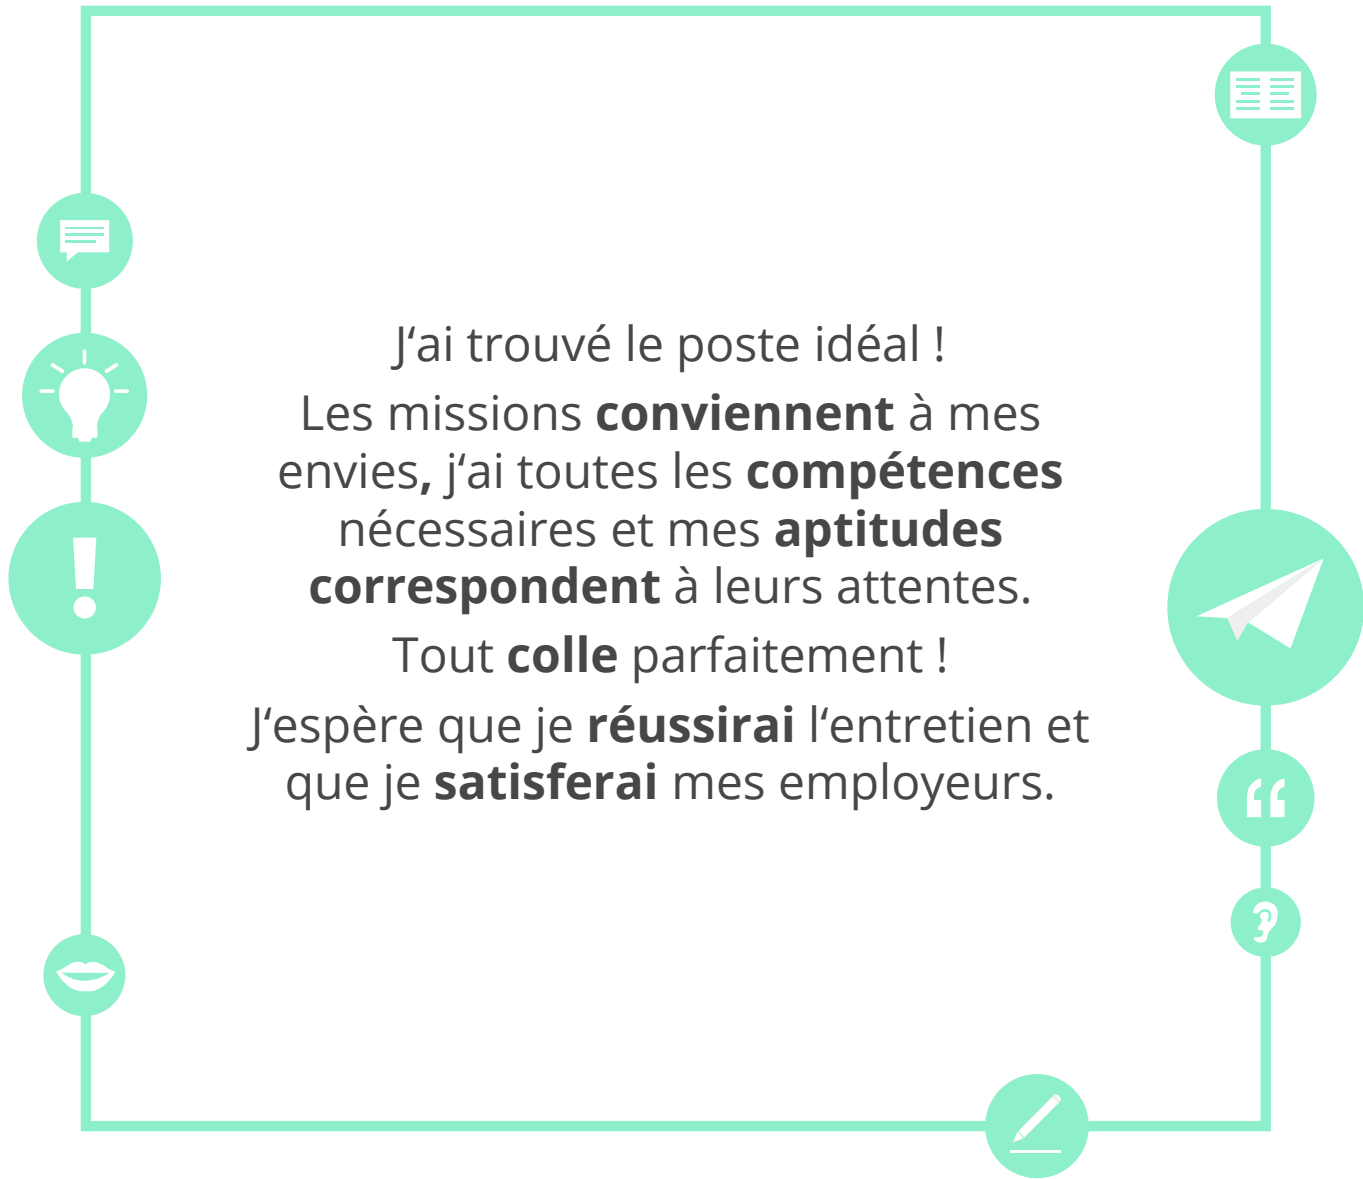 J‘ai trouvé le poste idéal !
Les missions conviennent à mes
envies, j‘ai toutes les compétences
nécessaires et mes aptitudes
correspondent à leurs attentes.
Tout colle parfaitement !
J‘espère que je réussirai l‘entretien et
que je satisferai mes employeurs.